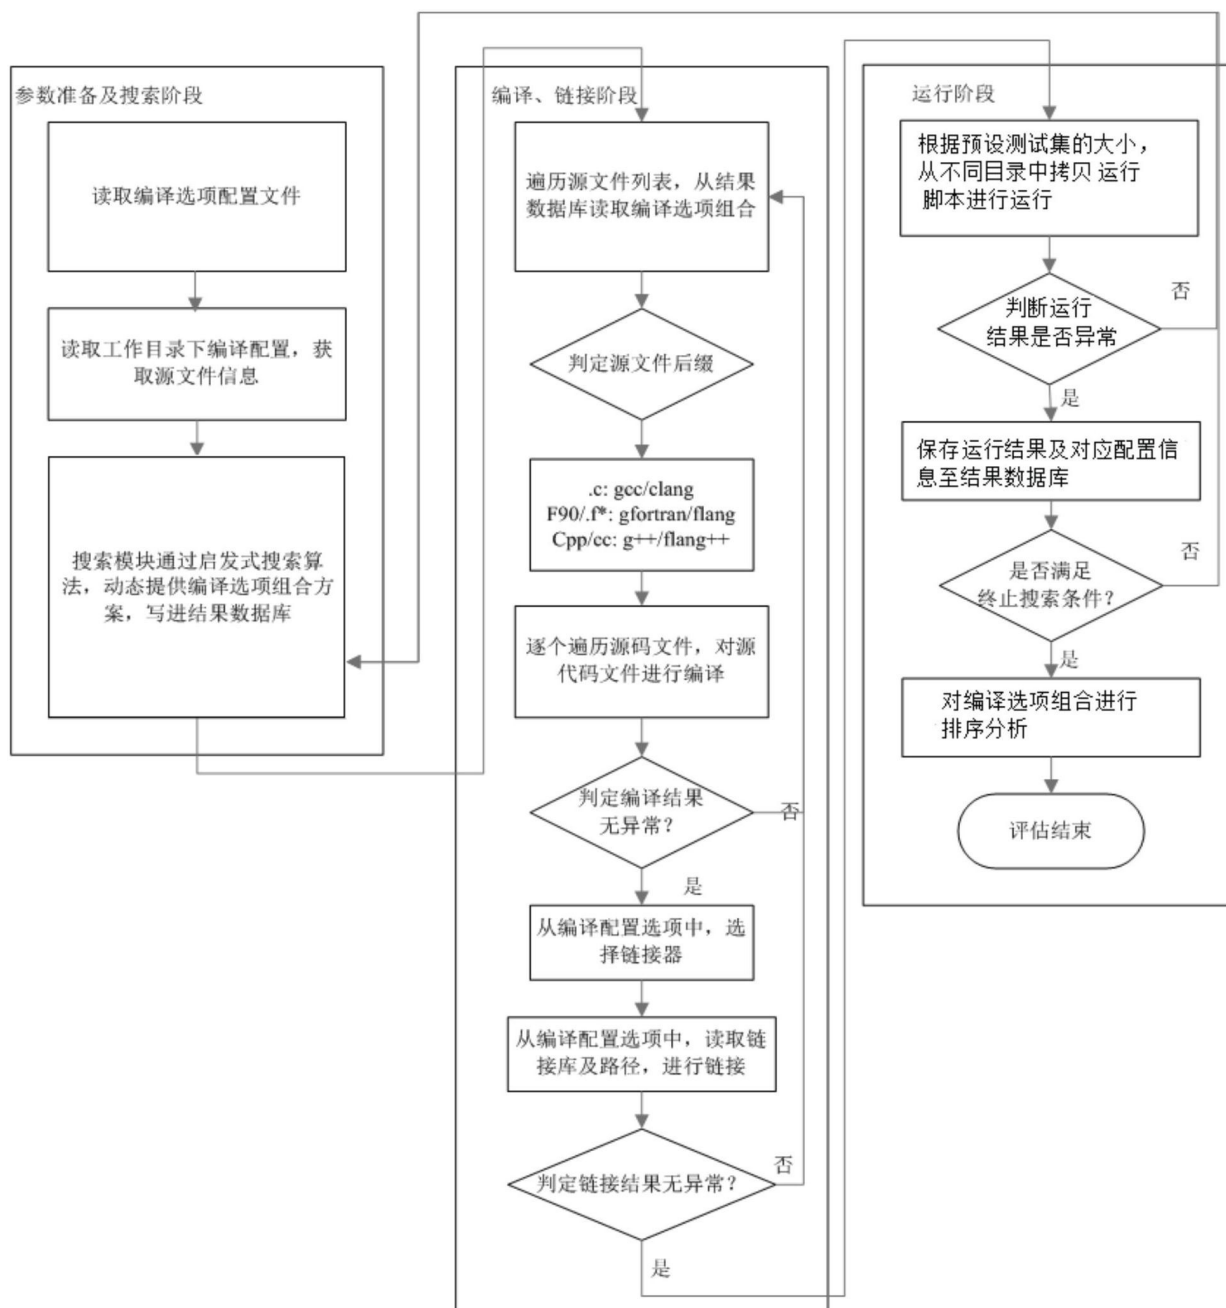 参数准备及搜索阶段
读取编译选项配置文件
读取工作目录下编译配置，获
取源文件信息
搜索模块通过启发式搜索算
法，动态提供编译选项组合方
案，写进结果数据库
编译、链接阶段
遍历源文件列表，从结果
数据库读取编译选项组合
判定源文件后缀
.c: gcc/clang
F90/.f*: gfortran/flang
Cpp/cc: g++/flang++
逐个遍历源码文件，对源
代码文件进行编译
判定编译结果
无异常？
否
是
从编译配置选项中，选
择链接器
从编译配置选项中，读取链
接库及路径，进行链接
判定链接结果无异常？
否
是
运行阶段
根据预设测试集的大小，
从不同目录中拷贝 运行
脚本进行运行
判断运行
结果是否异常
否
是
保存运行结果及对应配置信
息至结果数据库
是否满足
终止搜索条件？
否
是
对编译选项组合进行
排序分析
评估结束